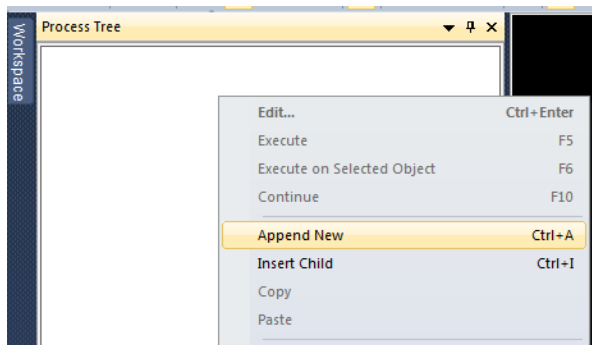 Process Tree
Workspace
Edit... Ctrl+Enter
Execute F5
Execute on Selected Object F6
Continue F10
Append New Ctrl+A
Insert Child Ctrl+I
Copy
Paste